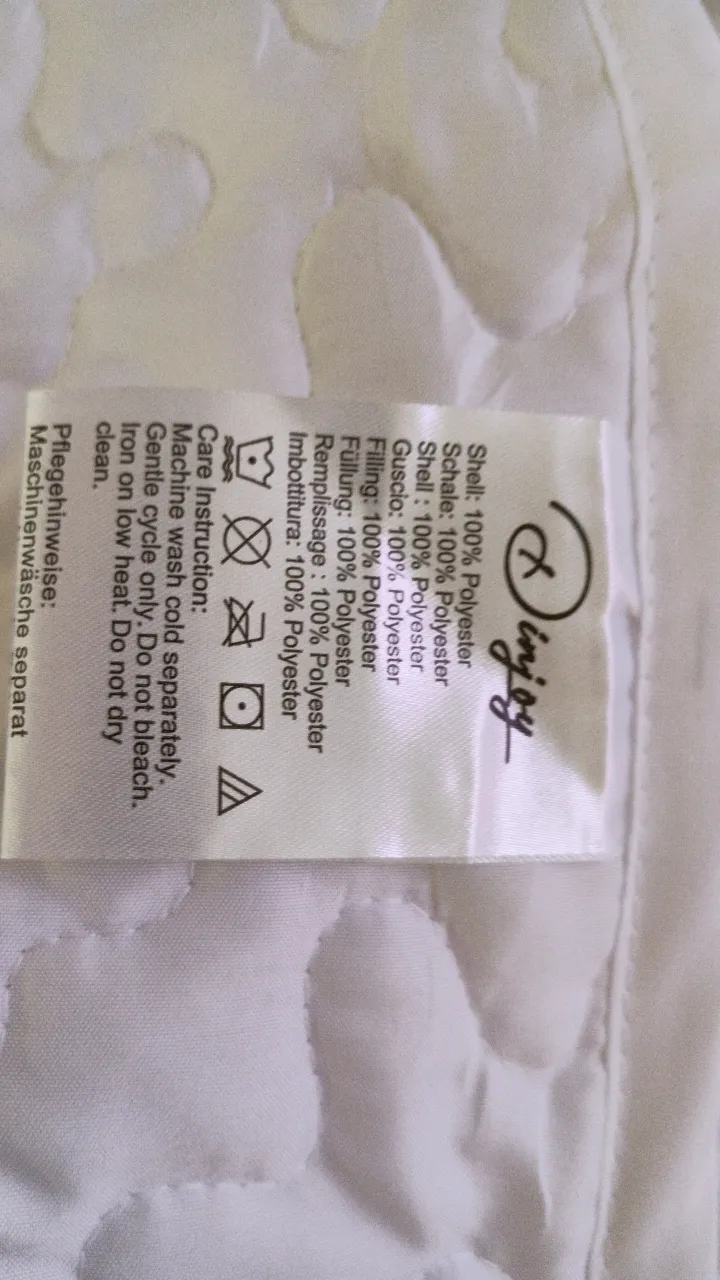 Dinjoy
Shell: 100% Polyester
Schale: 100% Polyester
Shell : 100% Polyester
Guscio: 100% Polyester
Filling: 100% Polyester
Füllung: 100% Polyester
Remplissage : 100% Polyester
Imbottitura: 100% Polyester
Care Instruction:
Machine wash cold separately.
Gentle cycle only. Do not bleach.
Iron on low heat. Do not dry
clean.
Pflegehinweise:
Maschinenwäsche separat